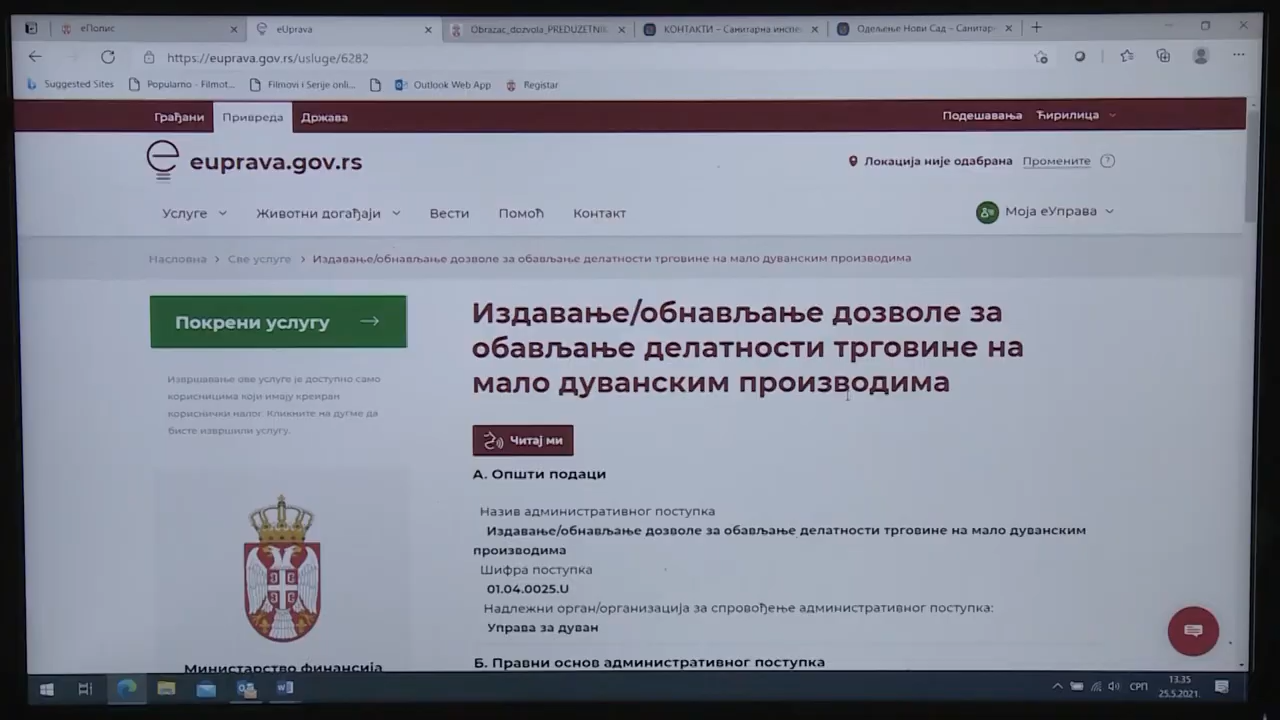 еПопис
eUprava
Obrazac_dozvola_PREDUZETNIK
КОНТАКТИ – Санитарна инспе
Одељење Нови Сад – Санитар
https://euprava.gov.rs/usluge/6282
Suggested Sites
Popularno - Filmot...
Filmovi i Serije onli...
Outlook Web App
Registar
Грађани
Привреда
Држава
Подешавања
Ћирилица
euprava.gov.rs
Локација није одабрана
Промените
Услуге
Животни догађаји
Вести
Помоћ
Контакт
Моја еУправа
Насловна > Све услуге > Издавање/обнављање дозволе за обављање делатности трговине на мало дуванским производима
Покрени услугу
Извршавање ове услуге је доступно само
корисницима који имају креиран
кориснички налог. Кликните на дугме да
бисте извршили услугу.
Министарство финансија
Издавање/обнављање дозволе за
обављање делатности трговине на
мало дуванским производима
Читај ми
А. Општи подаци
Назив административног поступка
Издавање/обнављање дозволе за обављање делатности трговине на мало дуванским
производима
Шифра поступка
01.04.0025.U
Надлежни орган/организација за спровођење административног поступка:
Управа за дуван
Б. Правни основ административног поступка
СРП
13.35
25.5.2021.